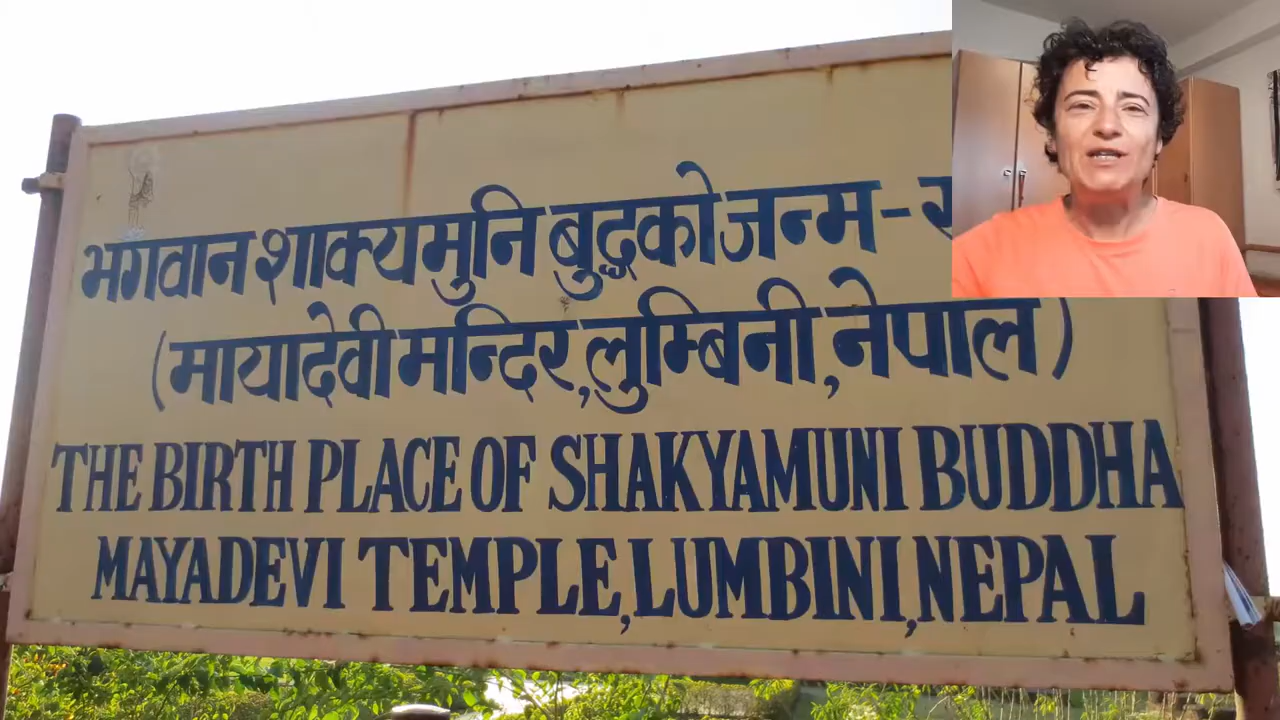 भगवान शाक्यमुनि बुद्धको जन्म-
(मायादेवी मन्दिर,लुम्बिनी,नेपाल)
THE BIRTH PLACE OF SHAKYAMUNI BUDDHA
MAYADEVI TEMPLE,LUMBINI,NEPAL